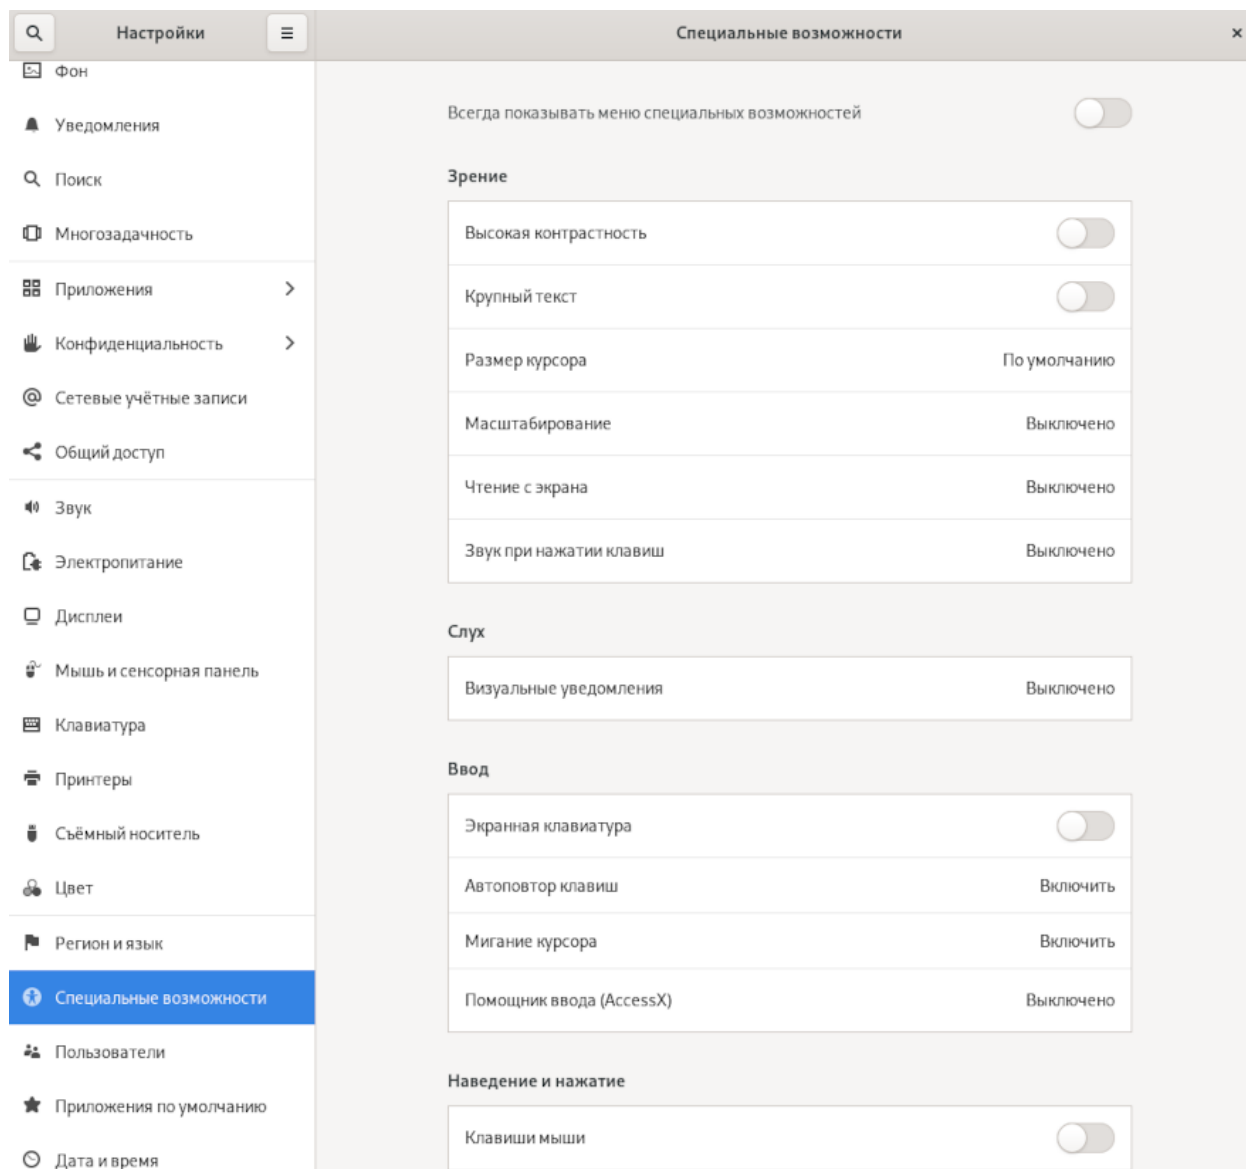 Настройки
Специальные возможности
Фон
Уведомления
Поиск
Многозадачность
Приложения
Конфиденциальность
Сетевые учётные записи
Общий доступ
Звук
Электропитание
Дисплеи
Мышь и сенсорная панель
Клавиатура
Принтеры
Съёмный носитель
Цвет
Регион и язык
Специальные возможности
Пользователи
Приложения по умолчанию
Дата и время
Всегда показывать меню специальных возможностей
Зрение
Высокая контрастность
Крупный текст
Размер курсора По умолчанию
Масштабирование Выключено
Чтение с экрана Выключено
Звук при нажатии клавиш Выключено
Слух
Визуальные уведомления Выключено
Ввод
Экранная клавиатура
Автоповтор клавиш Включить
Мигание курсора Включить
Помощник ввода (AccessX) Выключено
Наведение и нажатие
Клавиши мыши